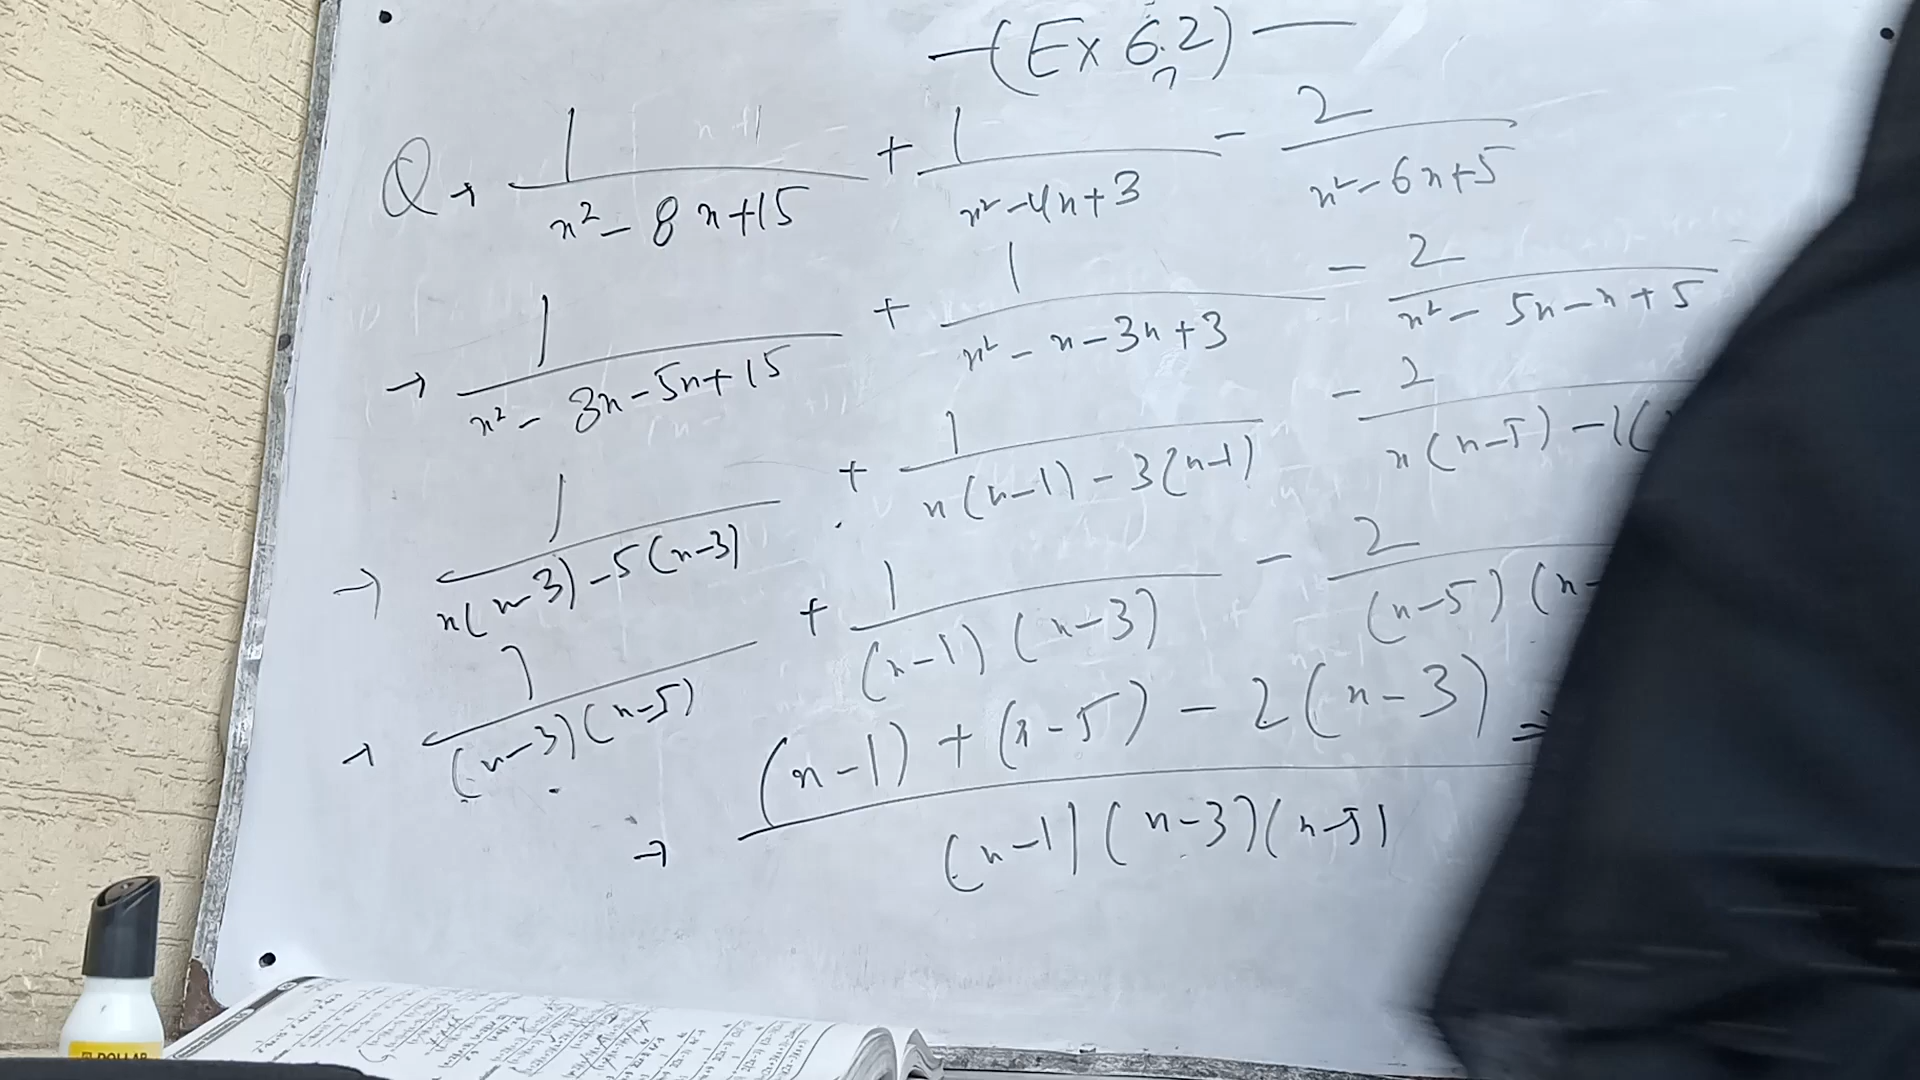 (Ex 6.2)
Q → 1/(x² - 8x + 15) + 1/(x² - 4x + 3) - 2/(x² - 6x + 5)
→ 1/(x² - 3x - 5x + 15) + 1/(x² - x - 3x + 3) - 2/(x² - 5x - x + 5)
→ 1/(x(x-3) - 5(x-3)) + 1/(x(x-1) - 3(x-1)) - 2/(x(x-5) - 1(
→ 1/((x-3)(x-5)) + 1/((x-1)(x-3)) - 2/((x-5)(x-
→ ((x-1) + (x-5) - 2(x-3))/((x-1)(x-3)(x-5)) =
DOLLAR